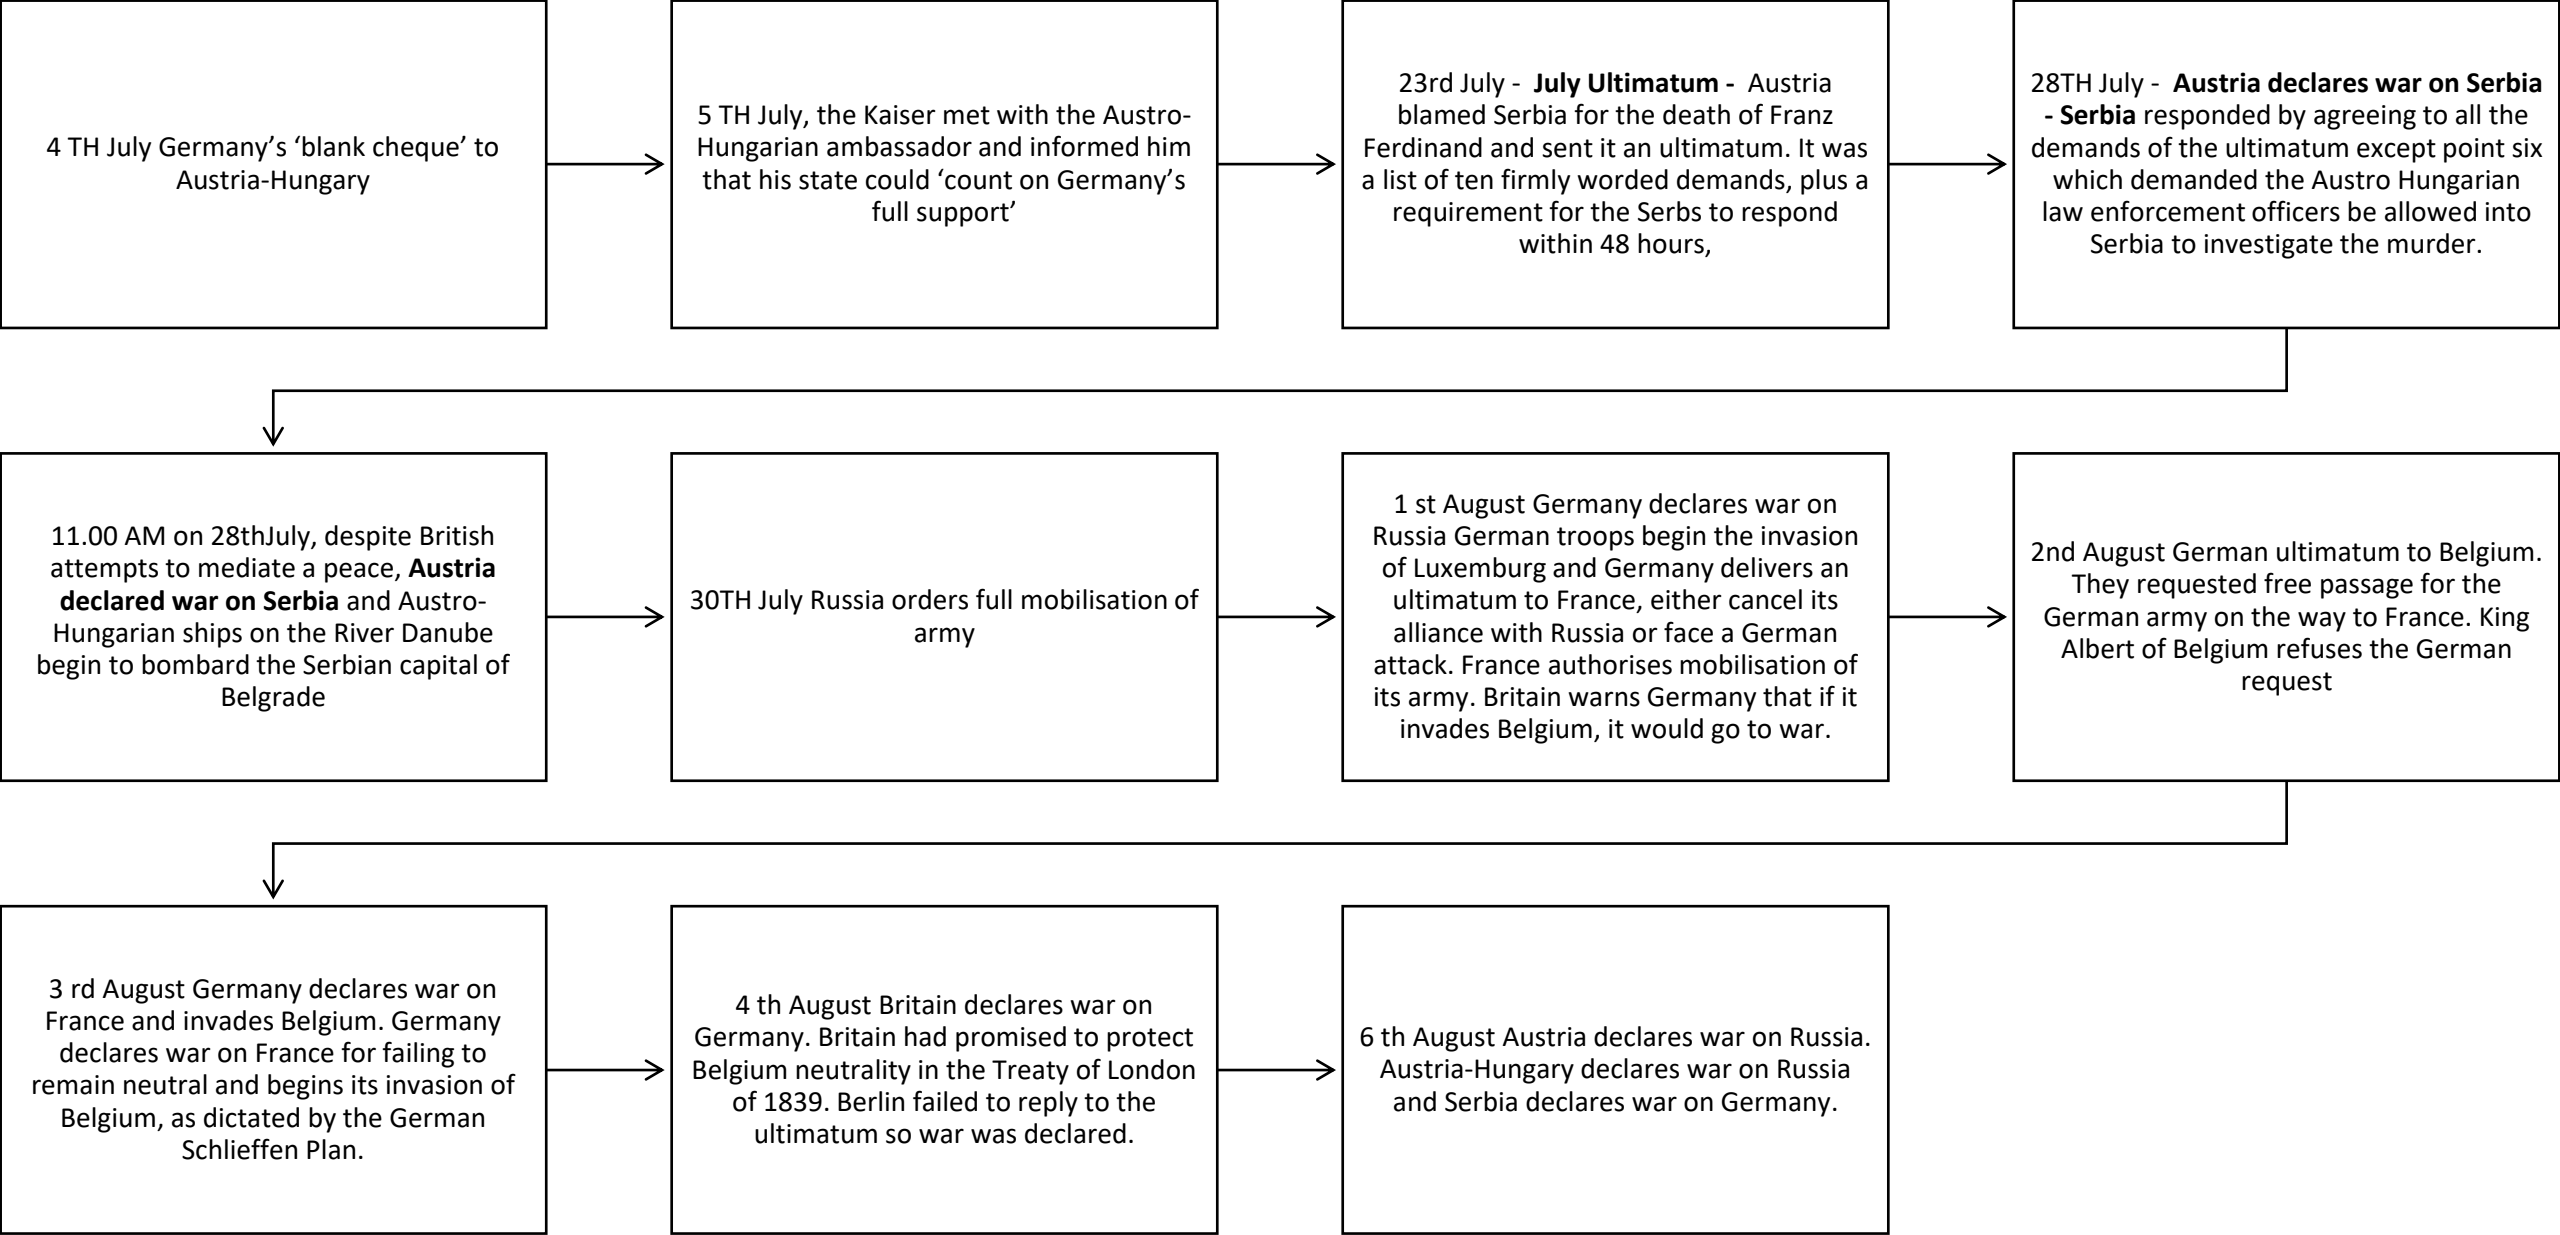 4 TH July Germany’s ‘blank cheque’ to
Austria-Hungary
5 TH July, the Kaiser met with the Austro-
Hungarian ambassador and informed him
that his state could ‘count on Germany’s
full support’
23rd July - July Ultimatum - Austria
blamed Serbia for the death of Franz
Ferdinand and sent it an ultimatum. It was
a list of ten firmly worded demands, plus a
requirement for the Serbs to respond
within 48 hours,
28TH July - Austria declares war on Serbia
- Serbia responded by agreeing to all the
demands of the ultimatum except point six
which demanded the Austro Hungarian
law enforcement officers be allowed into
Serbia to investigate the murder.
11.00 AM on 28thJuly, despite British
attempts to mediate a peace, Austria
declared war on Serbia and Austro-
Hungarian ships on the River Danube
begin to bombard the Serbian capital of
Belgrade
30TH July Russia orders full mobilisation of
army
1 st August Germany declares war on
Russia German troops begin the invasion
of Luxemburg and Germany delivers an
ultimatum to France, either cancel its
alliance with Russia or face a German
attack. France authorises mobilisation of
its army. Britain warns Germany that if it
invades Belgium, it would go to war.
2nd August German ultimatum to Belgium.
They requested free passage for the
German army on the way to France. King
Albert of Belgium refuses the German
request
3 rd August Germany declares war on
France and invades Belgium. Germany
declares war on France for failing to
remain neutral and begins its invasion of
Belgium, as dictated by the German
Schlieffen Plan.
4 th August Britain declares war on
Germany. Britain had promised to protect
Belgium neutrality in the Treaty of London
of 1839. Berlin failed to reply to the
ultimatum so war was declared.
6 th August Austria declares war on Russia.
Austria-Hungary declares war on Russia
and Serbia declares war on Germany.